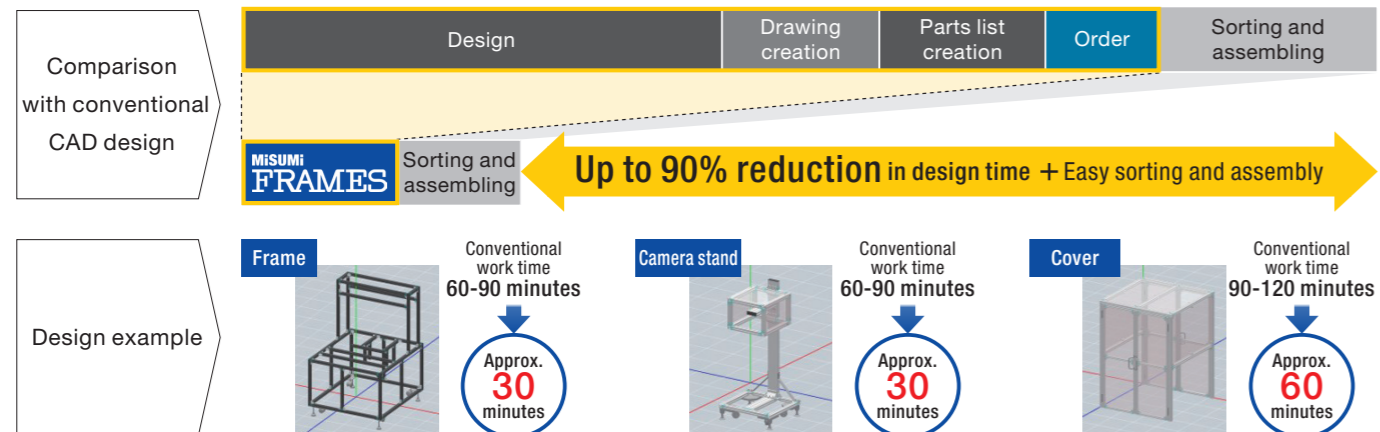 Comparison
with conventional
CAD design
Design
Drawing
creation
Parts list
creation
Order
Sorting and
assembling
MiSUMi
FRAMES
Sorting and
assembling
Up to 90% reduction in design time + Easy sorting and assembly
Design example
Frame
Conventional
work time
60-90 minutes
Approx.
30
minutes
Camera stand
Conventional
work time
60-90 minutes
Approx.
30
minutes
Cover
Conventional
work time
90-120 minutes
Approx.
60
minutes